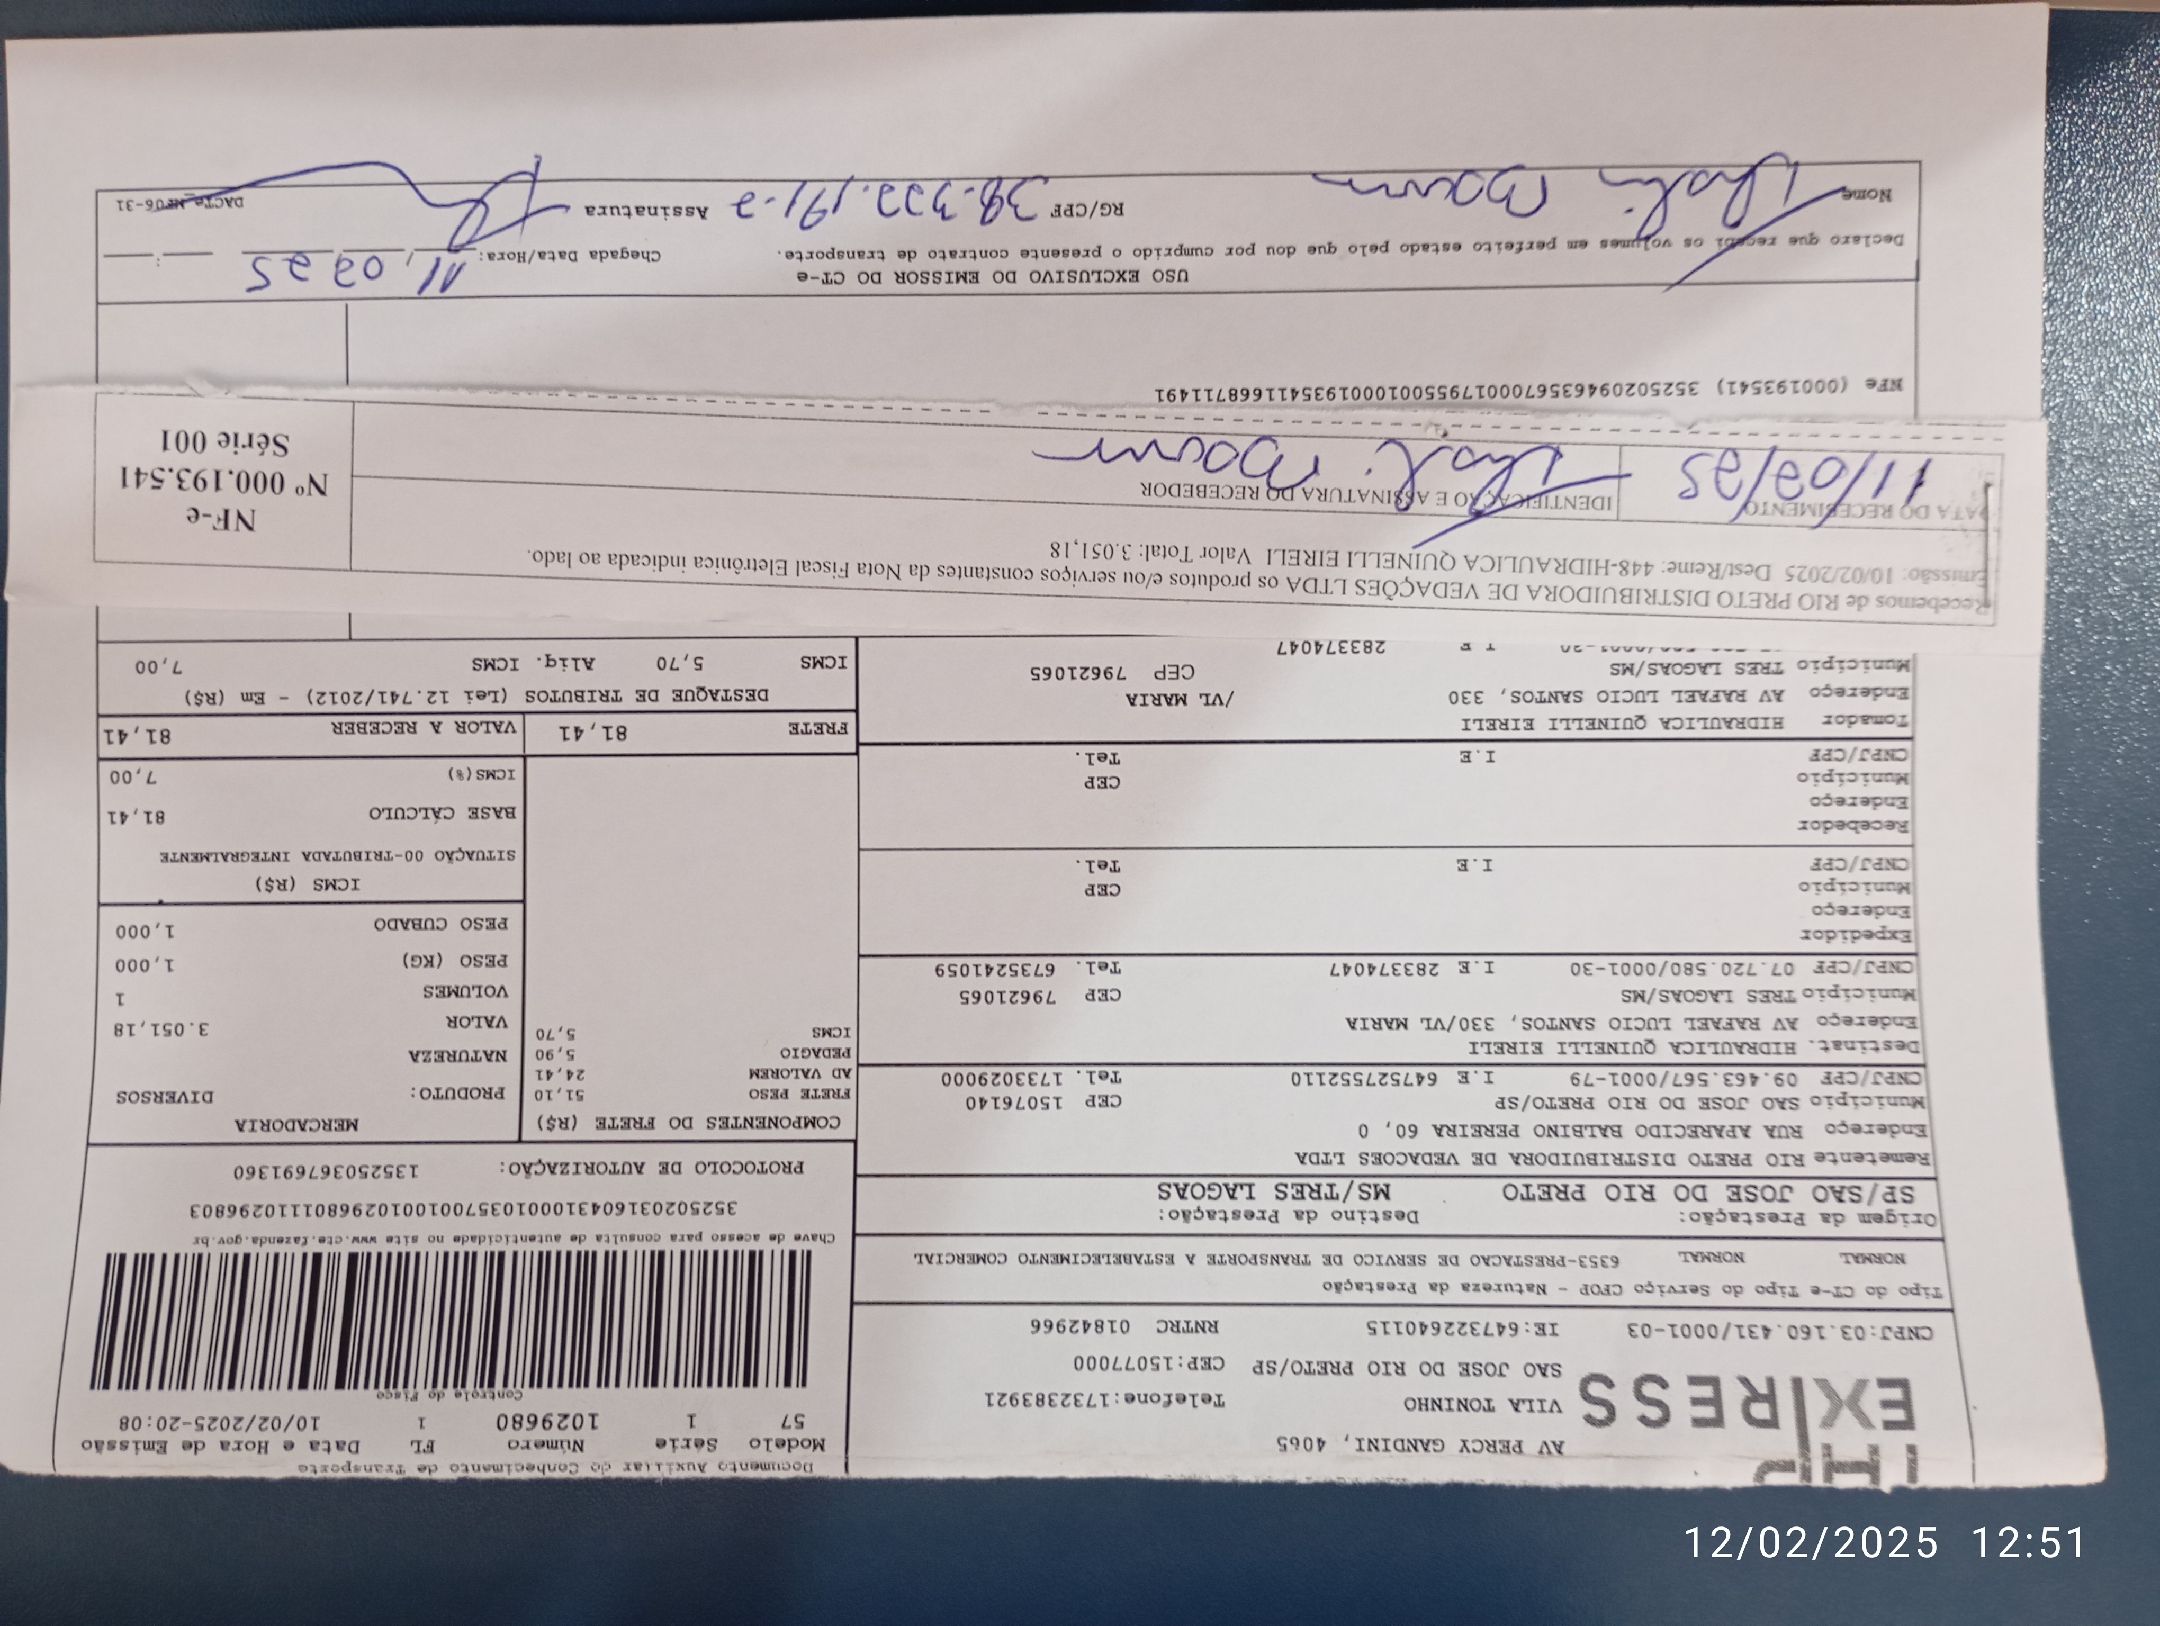 EXPRESS
AV PERCY GANDINI, 4065
VILA TONINHO Telefone:1732383921
SAO JOSE DO RIO PRETO/SP CEP:15077000
CNPJ:03.160.431/0001-03 IE:647322640115 RNTRC 01842966
Documento Auxiliar do Conhecimento de Transporte
Modelo Série Número FL Data e Hora de Emissão
57 1 1029680 1 10/02/2025-20:08
Controle do Fisco
Chave de acesso para consulta de autenticidade no site www.cte.fazenda.gov.br
35250203160431000103570010010296801110296803
PROTOCOLO DE AUTORIZAÇÃO: 135250367691360
Tipo do CT-e Tipo do Serviço CFOP - Natureza da Prestação
NORMAL NORMAL 6353-PRESTACAO DE SERVICO DE TRANSPORTE A ESTABELECIMENTO COMERCIAL
Origem da Prestação: Destino da Prestação:
SP/SAO JOSE DO RIO PRETO MS/TRES LAGOAS
Remetente RIO PRETO DISTRIBUIDORA DE VEDACOES LTDA
Endereço RUA APARECIDO BALBINO PEREIRA 60, 0
Município SAO JOSE DO RIO PRETO/SP CEP 15076140
CNPJ/CPF 09.463.567/0001-79 I.E 647527552110 Tel. 1733029000
Destinat. HIDRAULICA QUINELLI EIRELI
Endereço AV RAFAEL LUCIO SANTOS, 330/VL MARIA
Município TRES LAGOAS/MS CEP 79621065
CNPJ/CPF 07.720.580/0001-30 I.E 283374047 Tel. 6735241059
Expedidor
Endereço
Município CEP
CNPJ/CPF I.E Tel.
Recebedor
Endereço
Município CEP
CNPJ/CPF I.E Tel.
Tomador HIDRAULICA QUINELLI EIRELI
Endereço AV RAFAEL LUCIO SANTOS, 330 /VL MARIA
Município TRES LAGOAS/MS CEP 79621065
283374047
COMPONENTES DO FRETE (R$)
FRETE PESO 51,10
AD VALOREM 24,41
PEDAGIO 5,90
ICMS 5,70
MERCADORIA
PRODUTO: DIVERSOS
NATUREZA
VALOR 3.051,18
VOLUMES 1
PESO (KG) 1,000
PESO CUBADO 1,000
ICMS (R$)
SITUAÇÃO 00-TRIBUTADA INTEGRALMENTE
BASE CÁLCULO 81,41
ICMS(%) 7,00
FRETE 81,41 VALOR A RECEBER 81,41
DESTAQUE DE TRIBUTOS (Lei 12.741/2012) - Em (R$)
ICMS 5,70 Aliq. ICMS 7,00
Recebemos de RIO PRETO DISTRIBUIDORA DE VEDAÇÕES LTDA os produtos e/ou serviços constantes da Nota Fiscal Eletrônica indicada ao lado.
Emissão: 10/02/2025 Dest/Reme: 448-HIDRAULICA QUINELLI EIRELI Valor Total: 3.051,18
DATA DO RECEBIMENTO IDENTIFICAÇÃO E ASSINATURA DO RECEBEDOR
11/02/25
NF-e
Nº 000.193.541
Série 001
NFe (000193541) 35250209463567000179550010001935411668711491
USO EXCLUSIVO DO EMISSOR DO CT-e
Declaro que recebi os volumes em perfeito estado pelo que dou por cumprido o presente contrato de transporte.
Chegada Data/Hora: 11,02 25
Nome RG/CPF 38.322.191-2 Assinatura
DACTe NF06-31
12/02/2025 12:51